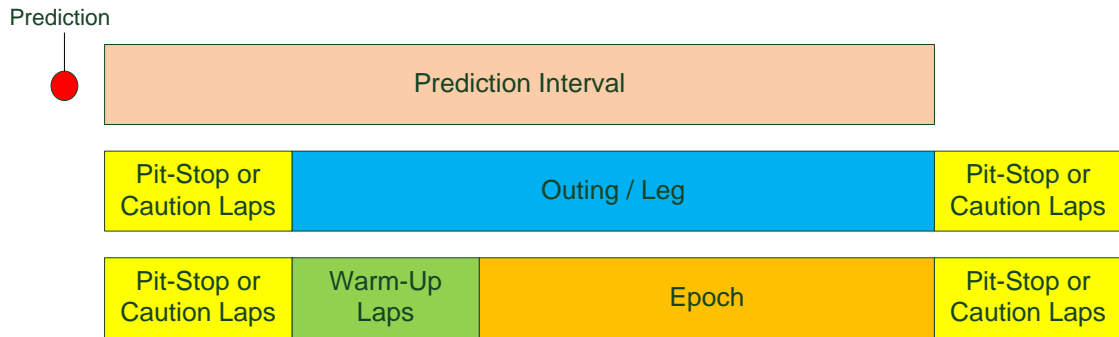 Prediction
Prediction Interval
Pit-Stop or
Caution Laps
Outing / Leg
Pit-Stop or
Caution Laps
Pit-Stop or
Caution Laps
Warm-Up
Laps
Epoch
Pit-Stop or
Caution Laps